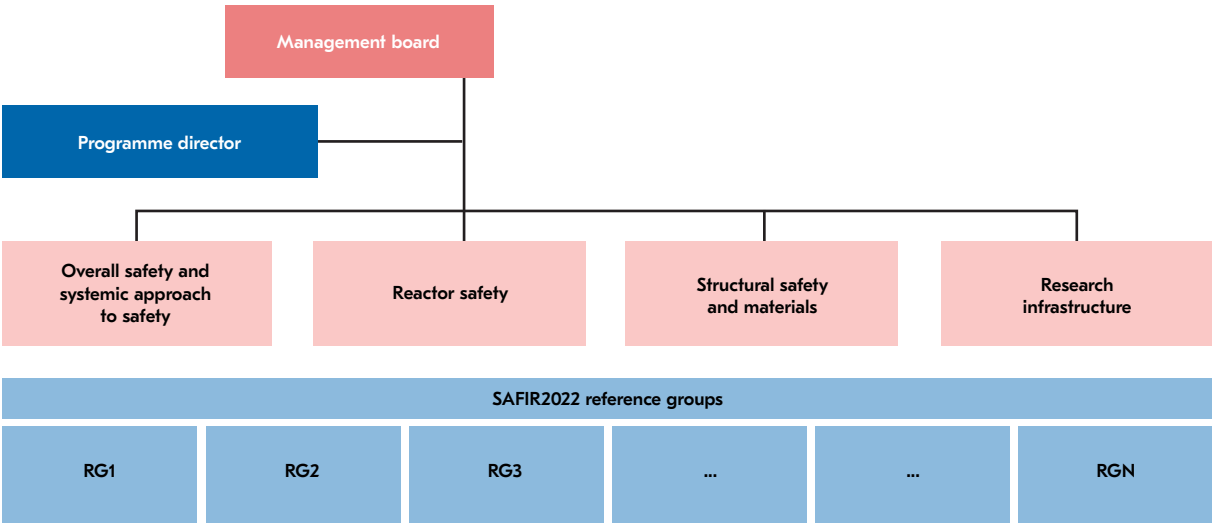 Management board
Programme director
Overall safety and
systemic approach
to safety
Reactor safety
Structural safety
and materials
Research
infrastructure
SAFIR2022 reference groups
RG1
RG2
RG3
...
...
RGN